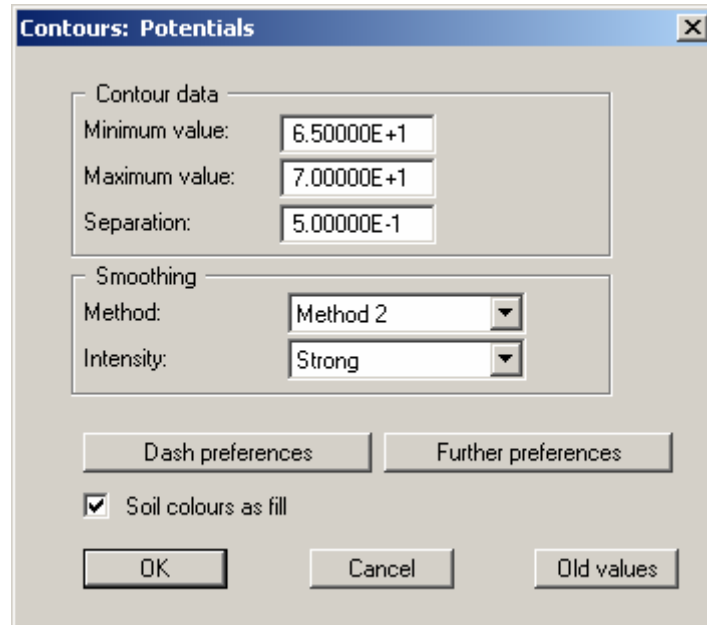 Contours: Potentials
Contour data
Minimum value: 6.50000E+1
Maximum value: 7.00000E+1
Separation: 5.00000E-1
Smoothing
Method: Method 2
Intensity: Strong
Dash preferences Further preferences
Soil colours as fill
OK Cancel Old values